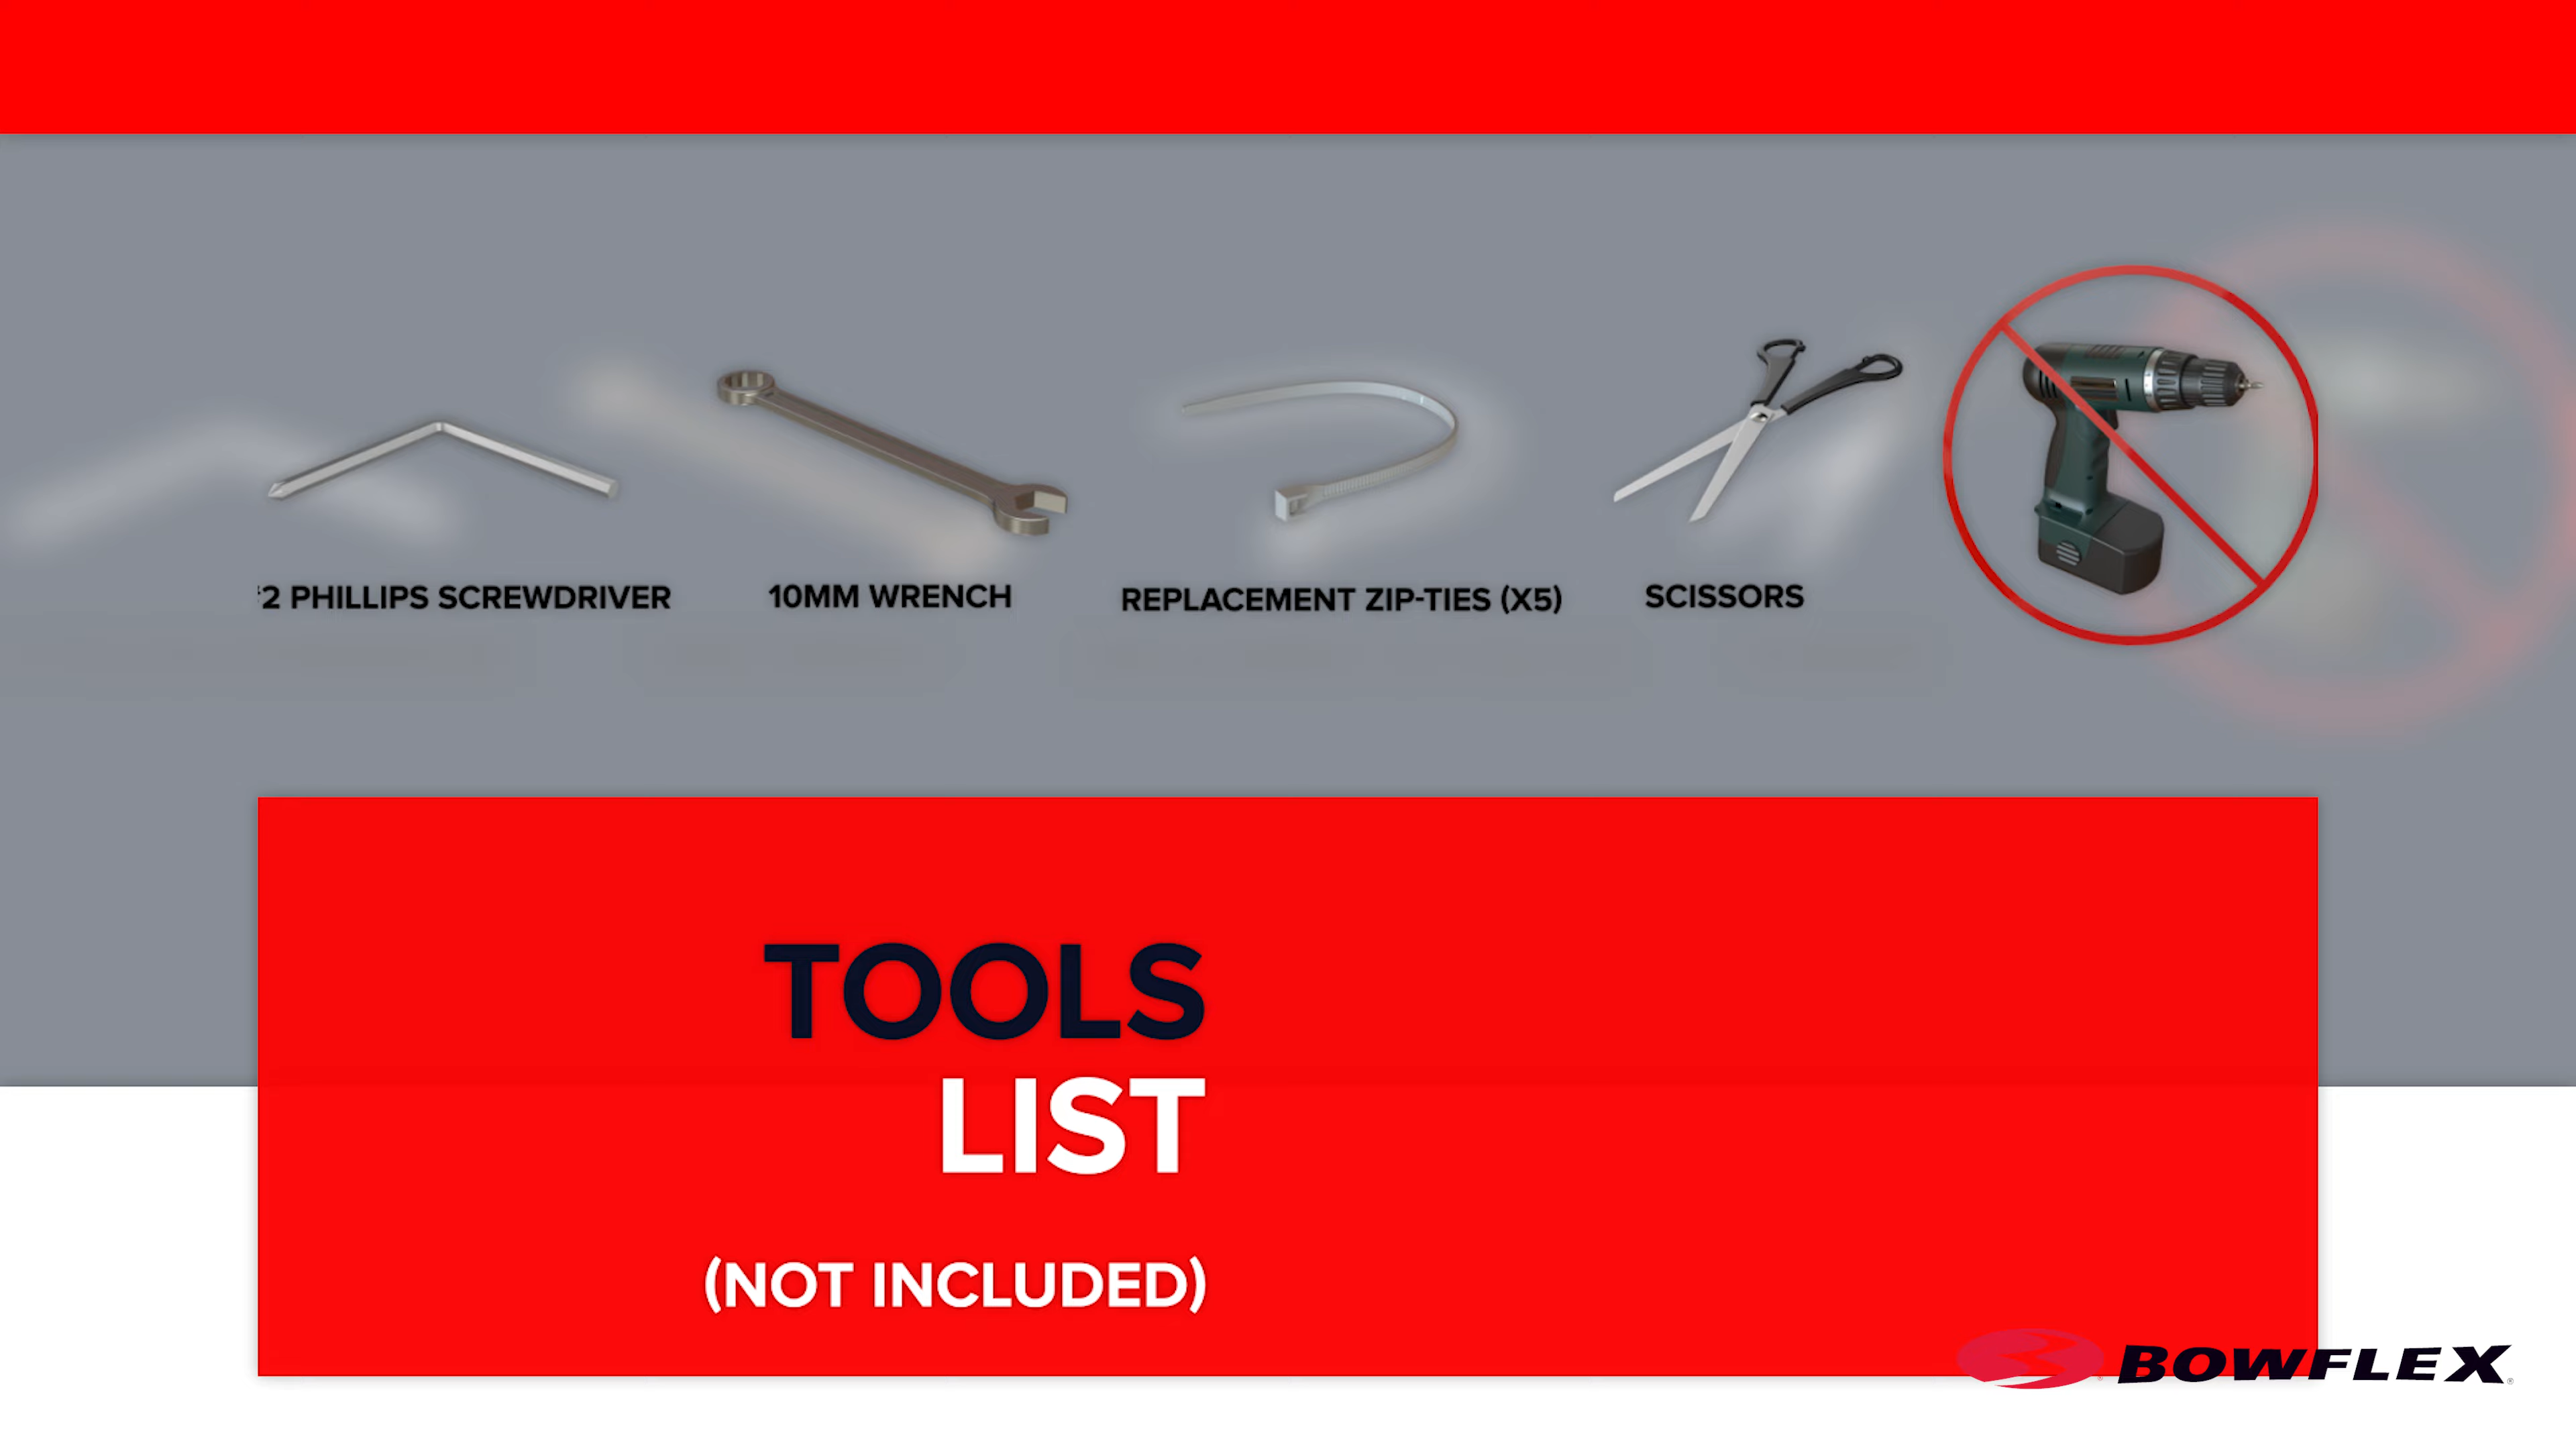 '2 PHILLIPS SCREWDRIVER
10MM WRENCH
REPLACEMENT ZIP-TIES (X5)
SCISSORS
TOOLS
LIST
(NOT INCLUDED)
BOWFLEX